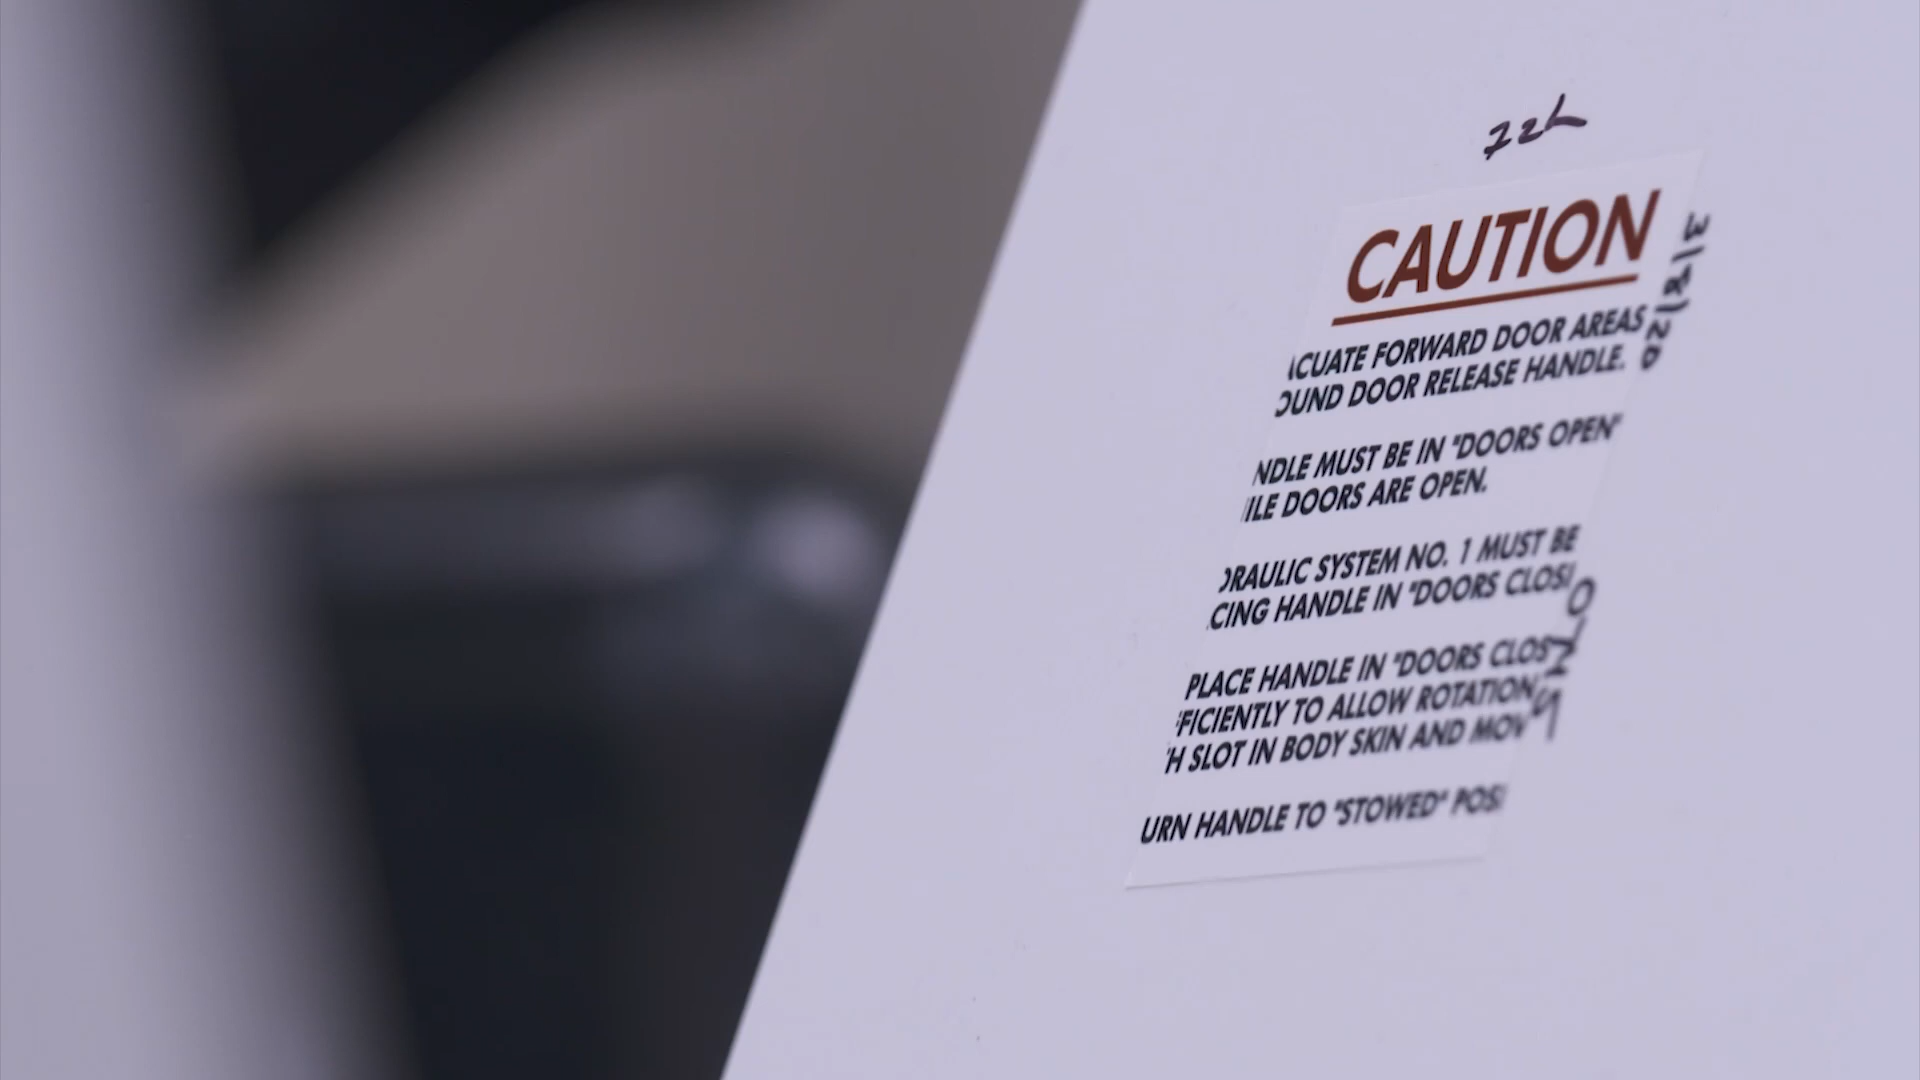 72L
CAUTION
ACUATE FORWARD DOOR AREAS
OUND DOOR RELEASE HANDLE.
NDLE MUST BE IN "DOORS OPEN"
ILE DOORS ARE OPEN.
DRAULIC SYSTEM NO. 1 MUST BE
CING HANDLE IN "DOORS CLOS
PLACE HANDLE IN "DOORS CLOS
FICIENTLY TO ALLOW ROTATION
H SLOT IN BODY SKIN AND MOV
URN HANDLE TO "STOWED" POSI